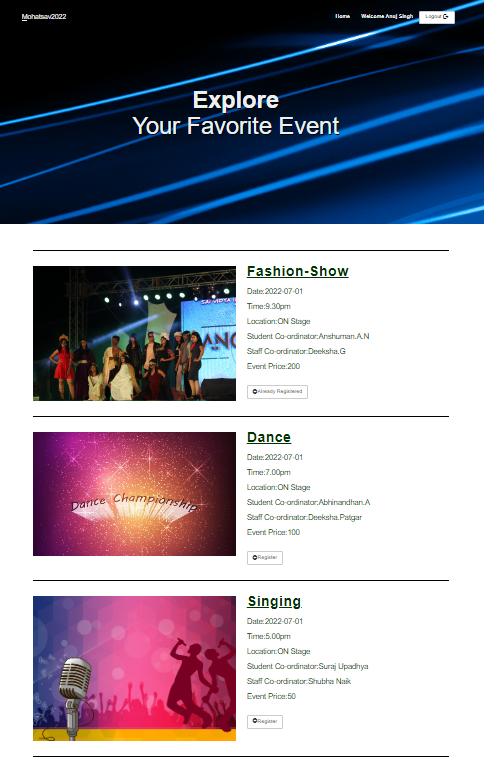 Mohatsav2022
Home
Welcome Anuj Singh
Logout
Explore
Your Favorite Event
Fashion-Show
Date:2022-07-01
Time:9.30pm
Location:ON Stage
Student Co-ordinator:Anshuman.A.N
Staff Co-ordinator:Deeksha.G
Event Price:200
Already Registered
Dance Championship
Dance
Date:2022-07-01
Time:7.00pm
Location:ON Stage
Student Co-ordinator:Abhinandhan.A
Staff Co-ordinator:Deeksha.Patgar
Event Price:100
Register
Singing
Date:2022-07-01
Time:5.00pm
Location:ON Stage
Student Co-ordinator:Suraj Upadhya
Staff Co-ordinator:Shubha Naik
Event Price:50
Register